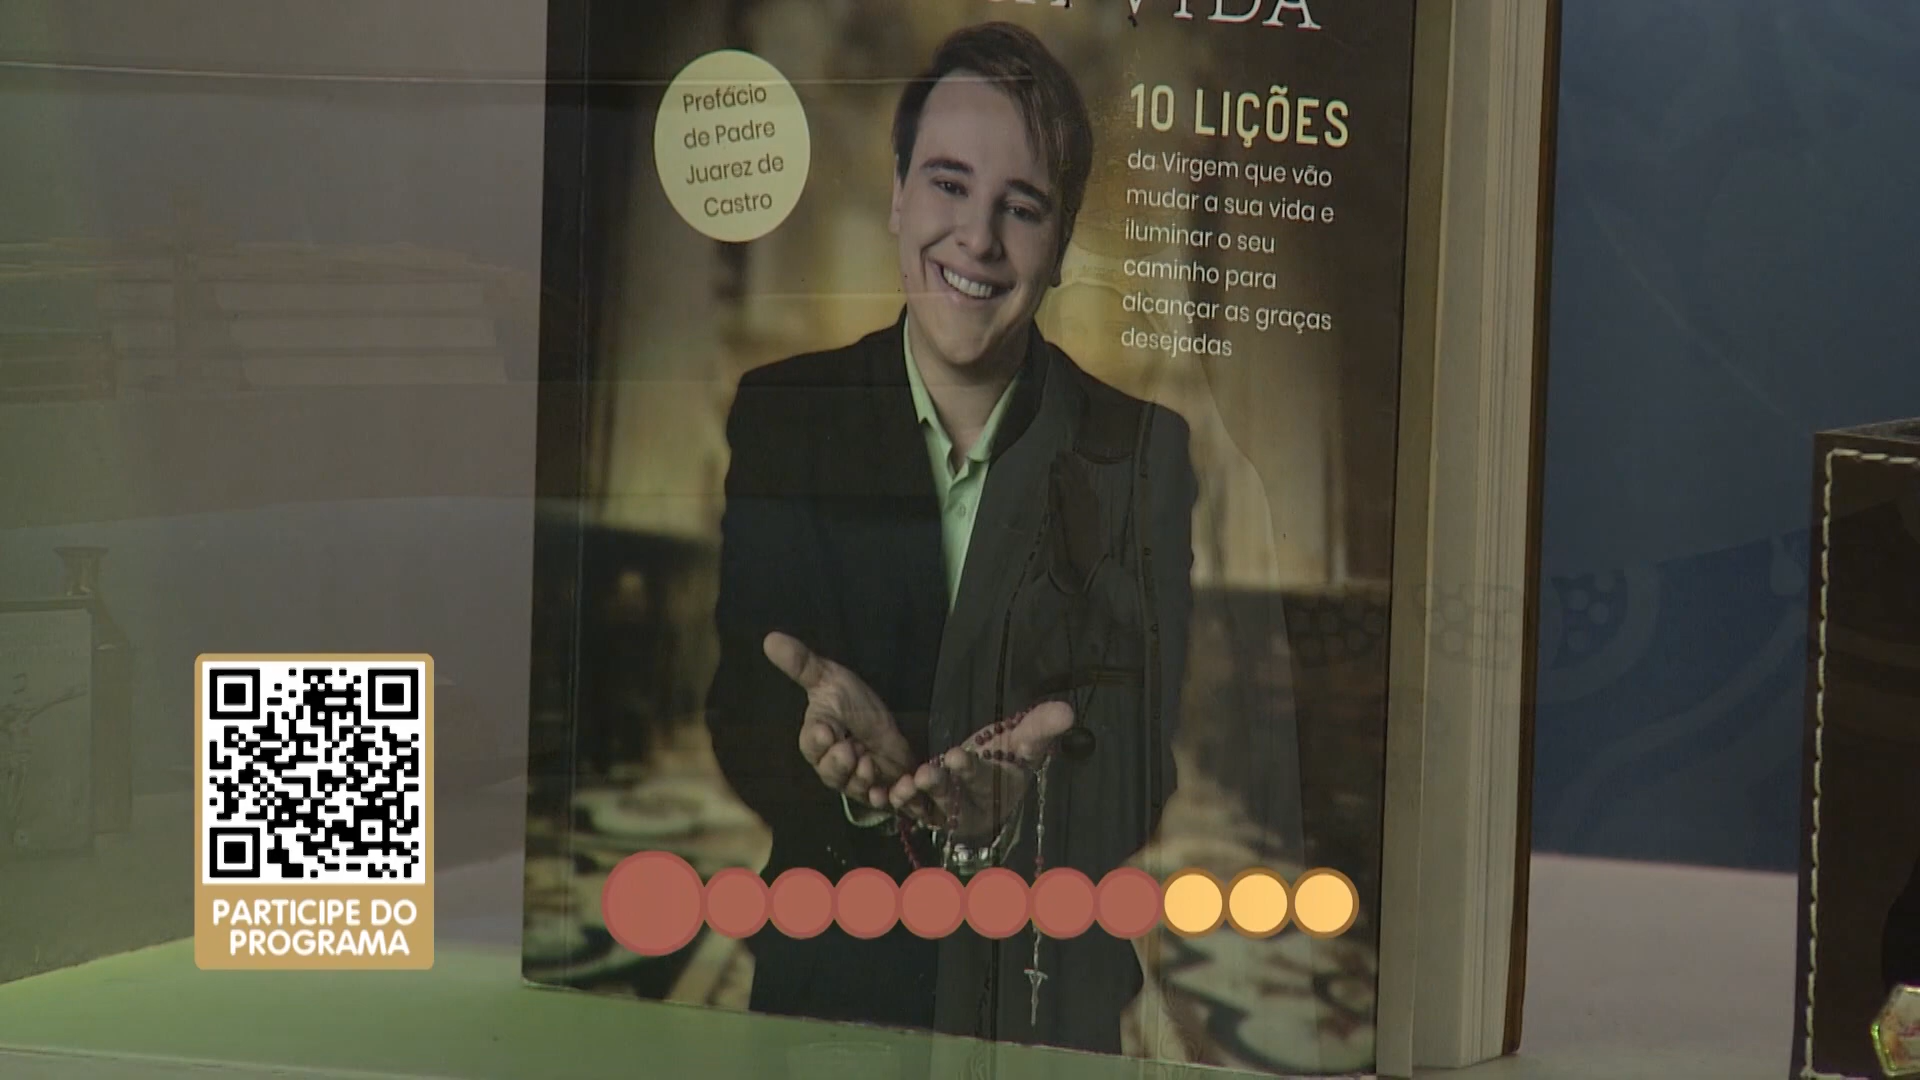 VIDA
Prefácio
de Padre
Juarez de
Castro
10 LIÇÕES
da Virgem que vão
mudar a sua vida e
iluminar o seu
caminho para
alcançar as graças
desejadas
PARTICIPE DO
PROGRAMA